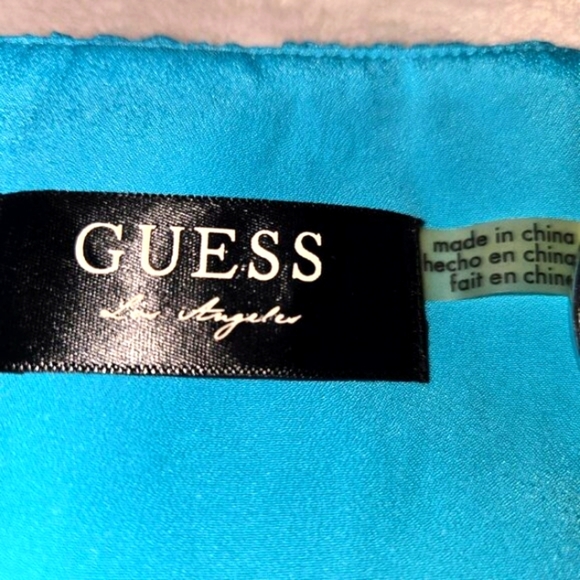 GUESS
Los Angeles
made in china
hecho en china
fait en chine